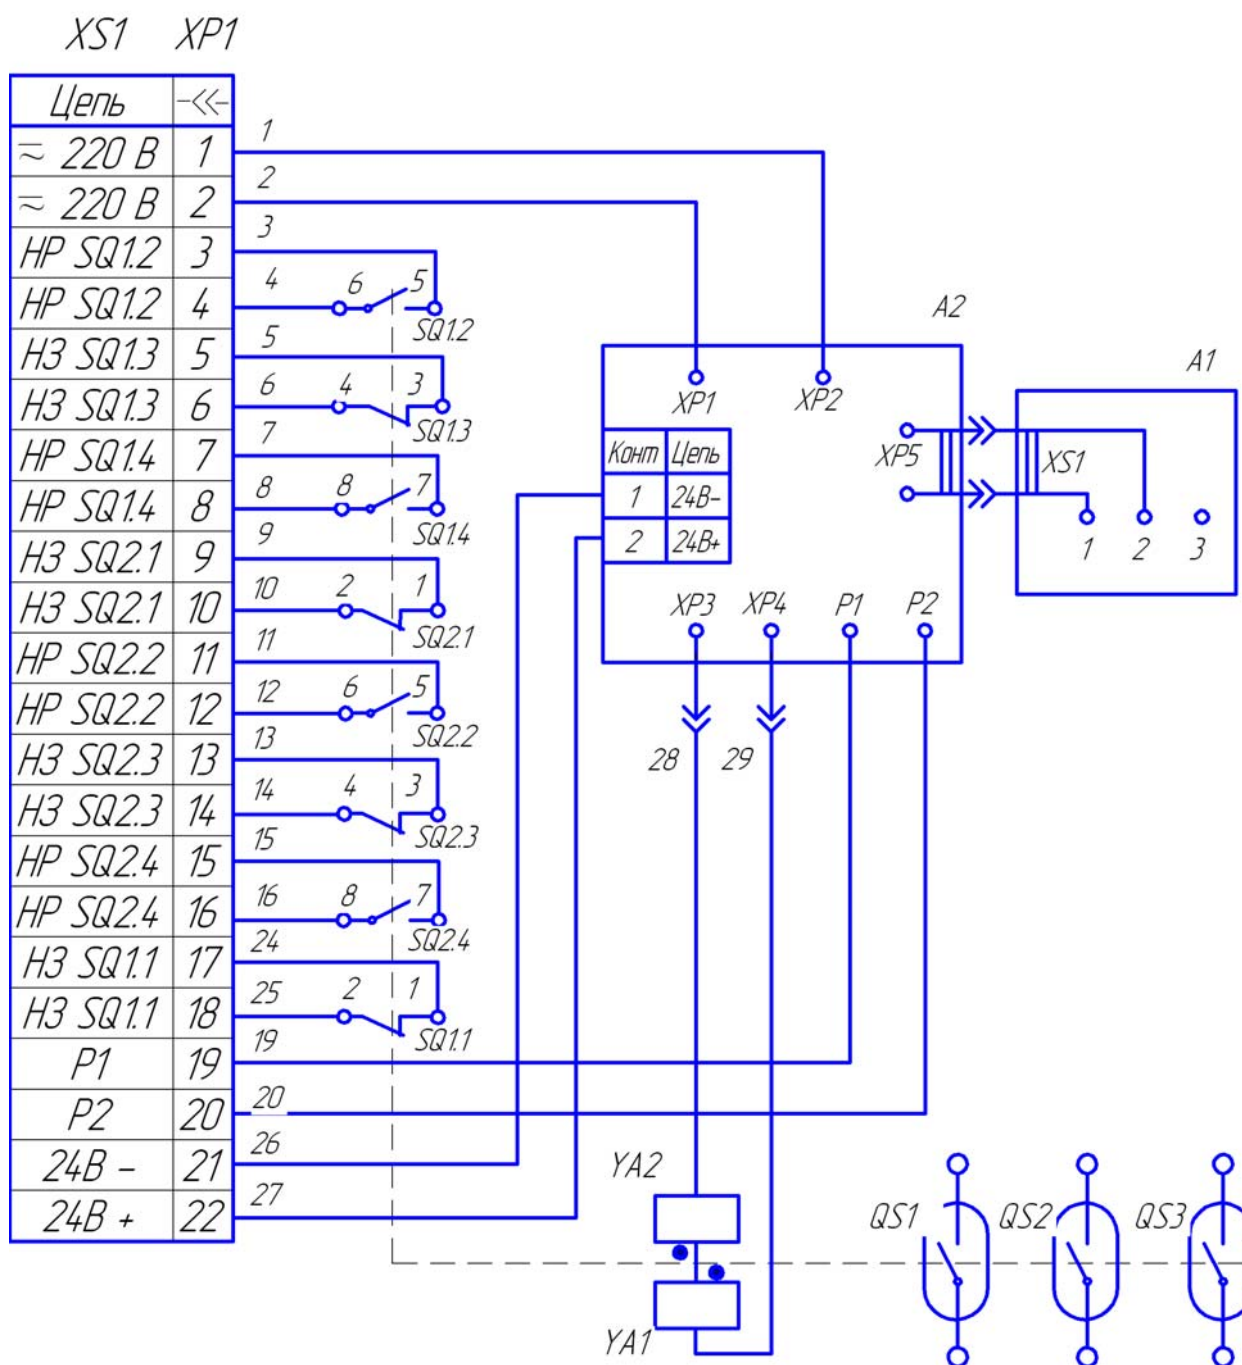 XS1 XP1
Цепь -<<-
≂ 220 В 1
≂ 220 В 2
НР SQ1.2 3
НР SQ1.2 4
НЗ SQ1.3 5
НЗ SQ1.3 6
НР SQ1.4 7
НР SQ1.4 8
НЗ SQ2.1 9
НЗ SQ2.1 10
НР SQ2.2 11
НР SQ2.2 12
НЗ SQ2.3 13
НЗ SQ2.3 14
НР SQ2.4 15
НР SQ2.4 16
НЗ SQ1.1 17
НЗ SQ1.1 18
P1 19
P2 20
24В - 21
24В + 22
1
2
3
4 6 5
SQ1.2
5
6 4 3
SQ1.3
7
8 8 7
SQ1.4
9
10 2 1
SQ2.1
11
12 6 5
SQ2.2
13
14 4 3
SQ2.3
15
16 8 7
SQ2.4
24
25 2 1
SQ1.1
19
20
26
27
A2
XP1 XP2
Конт Цепь
1 24В-
2 24В+
XP5
XP3 XP4 P1 P2
A1
XS1
1 2 3
28 29
YA2
YA1
QS1 QS2 QS3